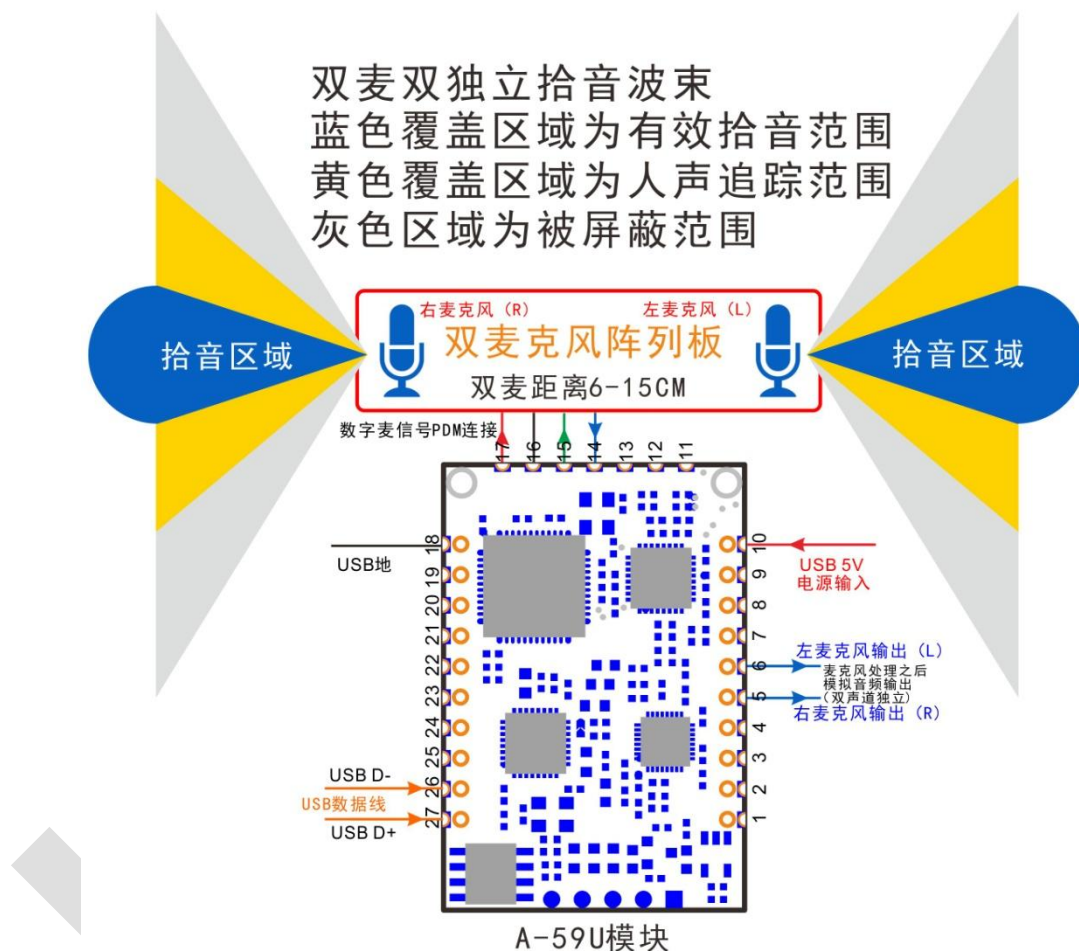 双麦双独立拾音波束
蓝色覆盖区域为有效拾音范围
黄色覆盖区域为人声追踪范围
灰色区域为被屏蔽范围
右麦克风（R） 左麦克风（L）
双麦克风阵列板
拾音区域
拾音区域
双麦距离6-15CM
数字麦信号PDM连接
17 16 15 14 13 12 11
18
19
20
21
22
23
24
25
26
27
10
9
8
7
6
5
4
3
2
1
USB地
USB 5V
电源输入
左麦克风输出（L）
麦克风处理之后
模拟音频输出
（双声道独立）
右麦克风输出（R）
USB D-
USB数据线
USB D+
A-59U模块